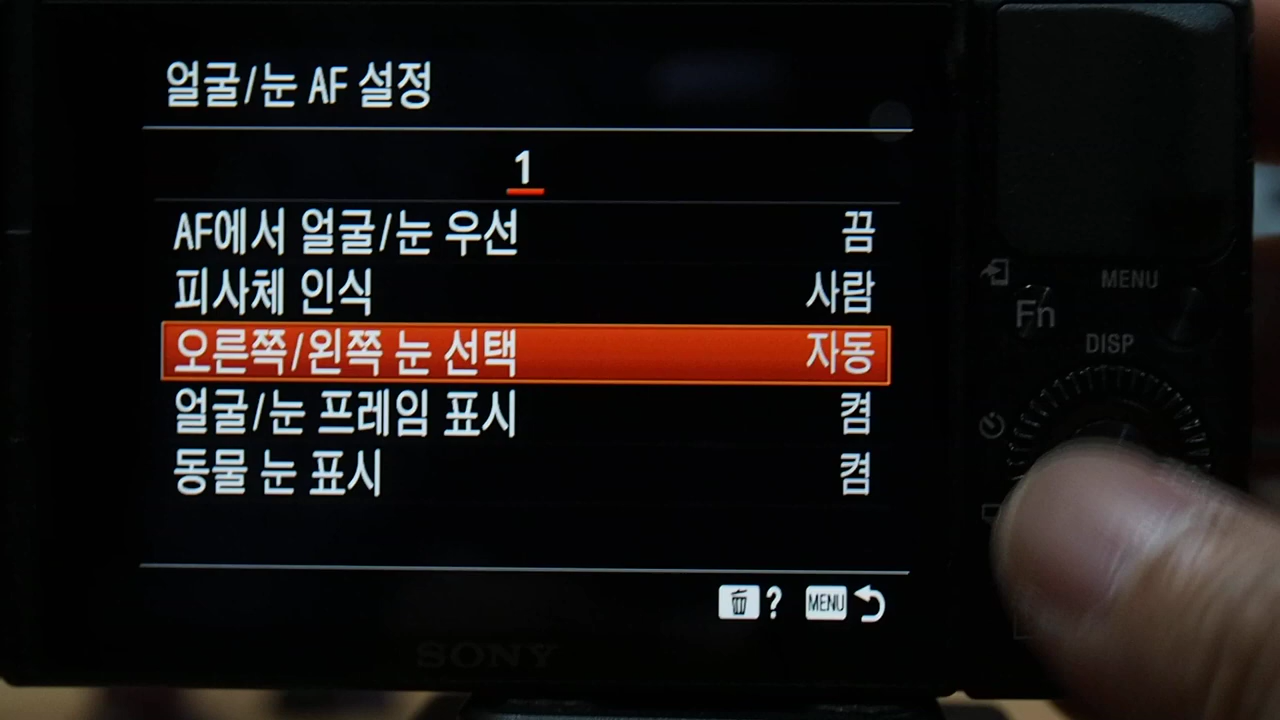 얼굴/눈 AF 설정
1
AF에서 얼굴/눈 우선 끔
피사체 인식 사람
오른쪽/왼쪽 눈 선택 자동
얼굴/눈 프레임 표시 켬
동물 눈 표시 켬
? MENU
SONY
MENU
Fn
DISP